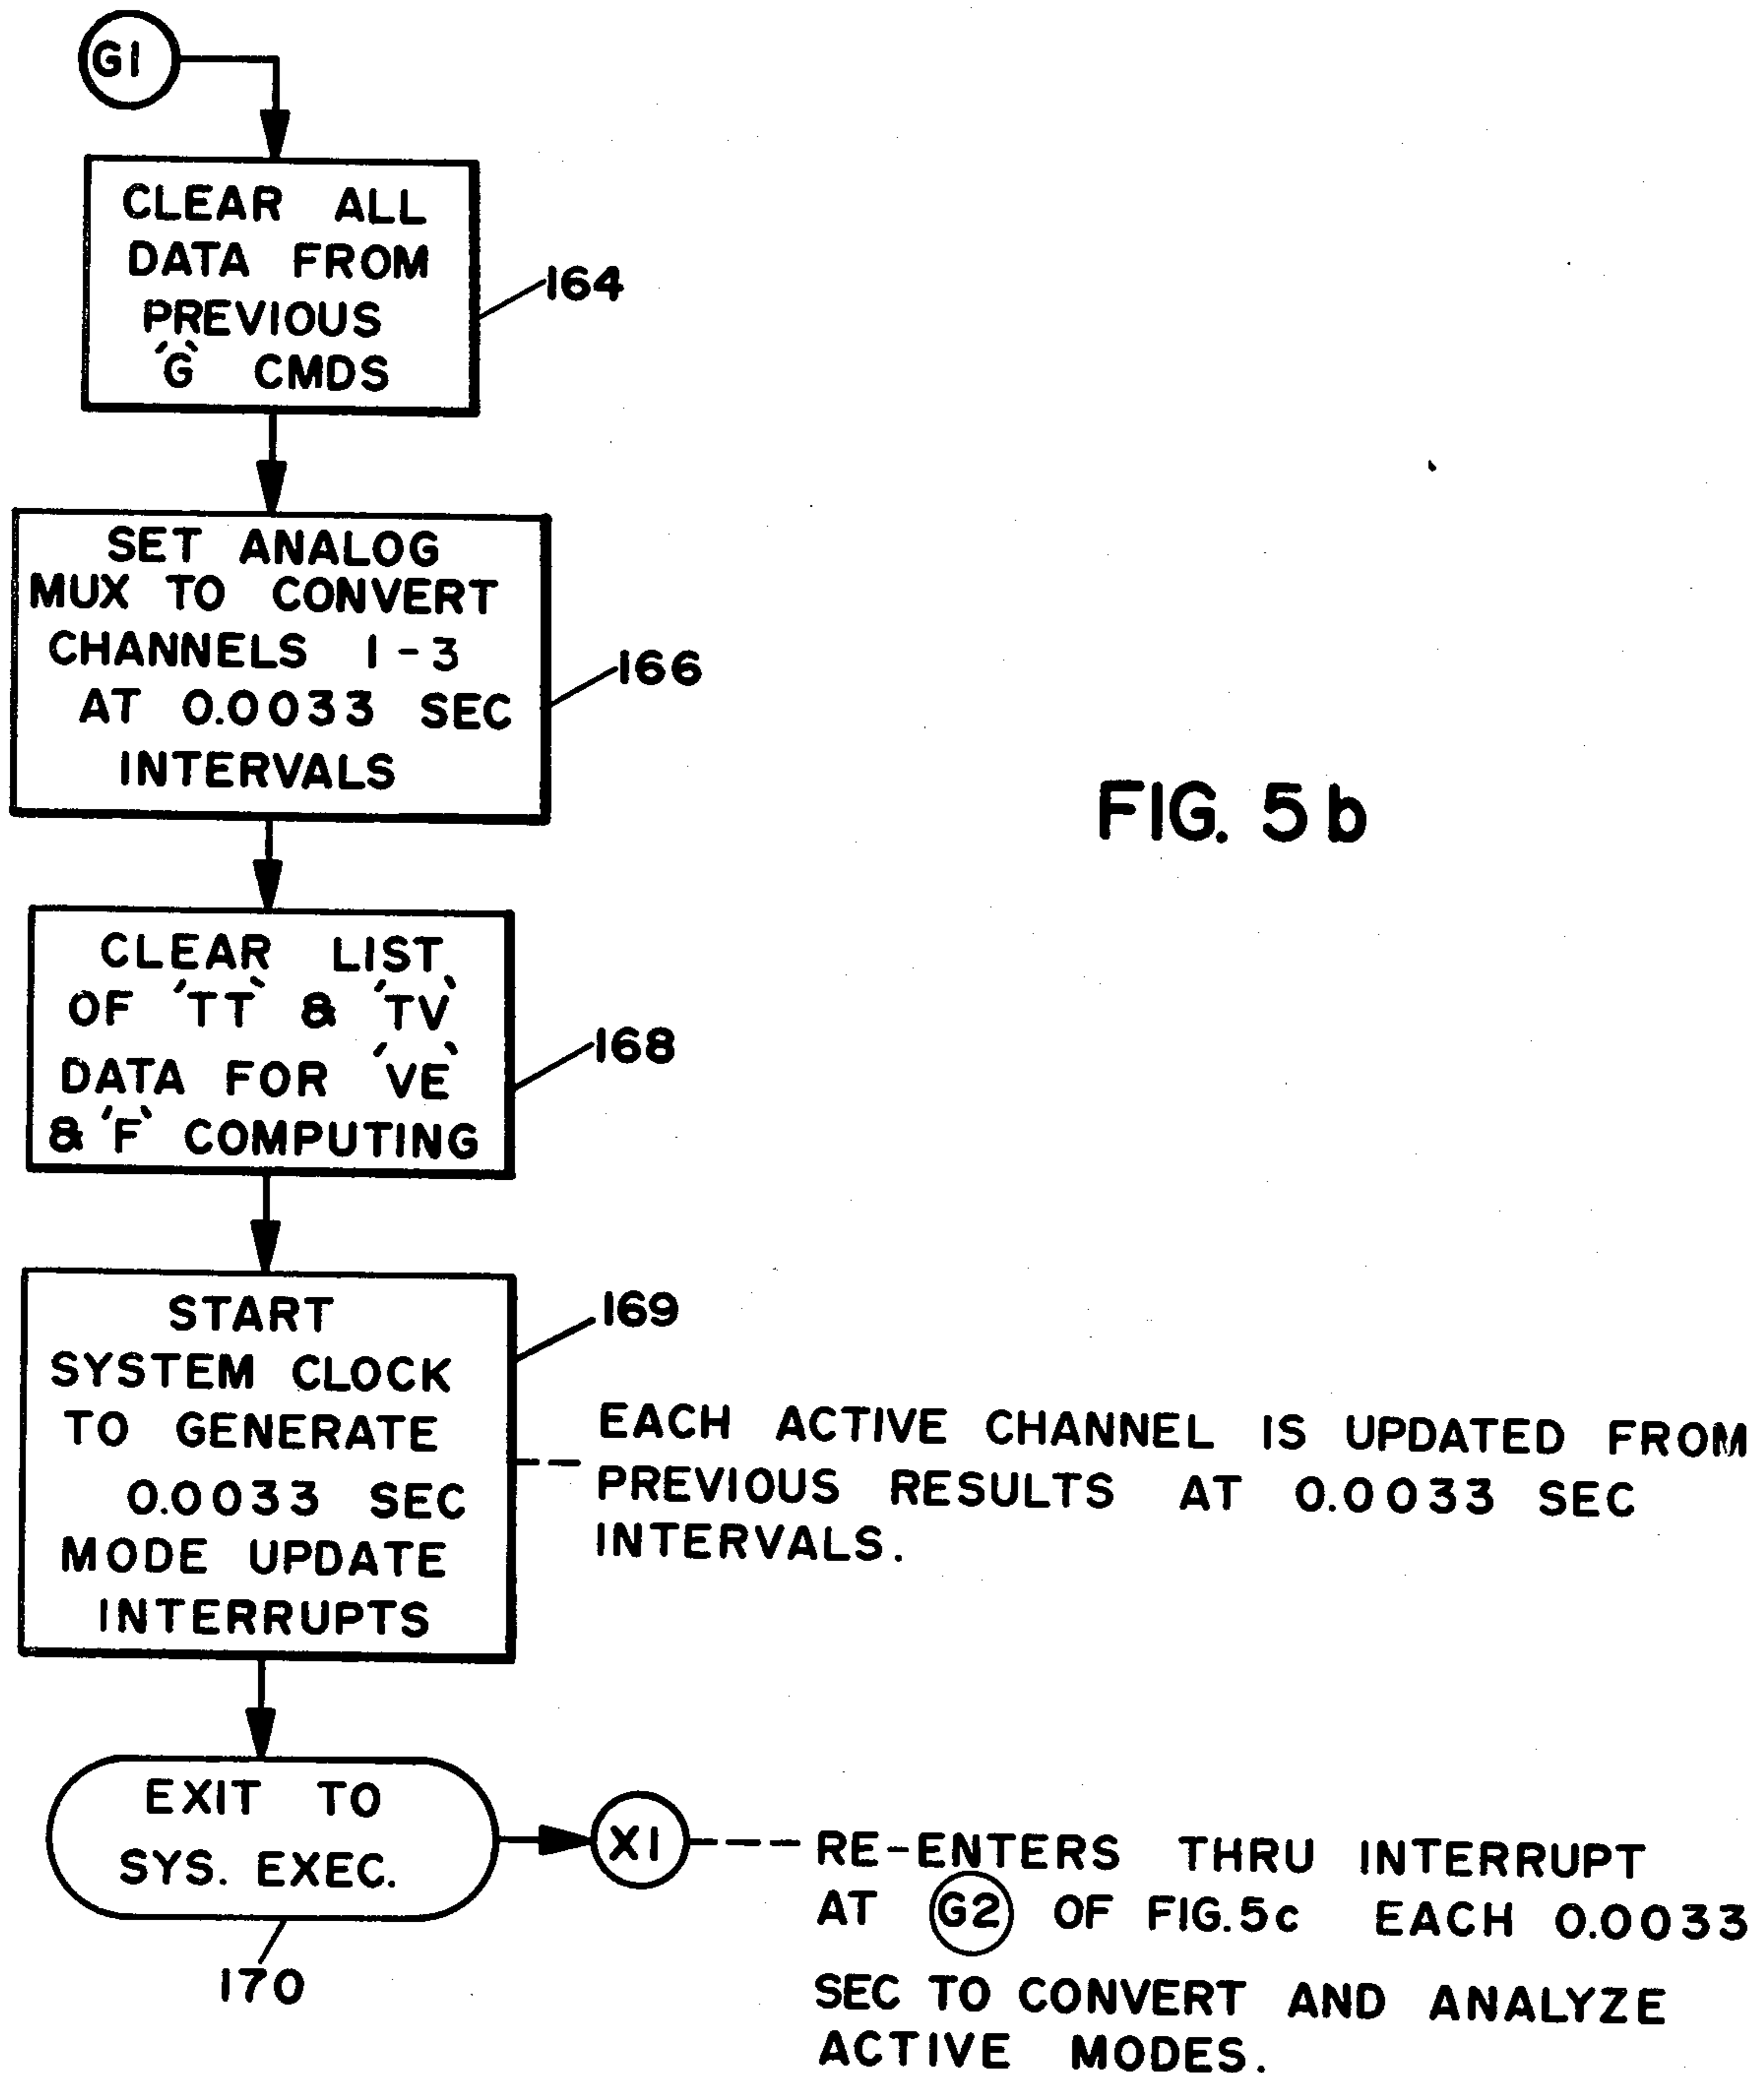 G1
CLEAR ALL
DATA FROM
PREVIOUS
'G' CMDS
164
SET ANALOG
MUX TO CONVERT
CHANNELS 1-3
AT 0.0033 SEC
INTERVALS
166
FIG. 5b
CLEAR LIST
OF 'TT' & 'TV'
DATA FOR 'VE'
& 'F' COMPUTING
168
START
SYSTEM CLOCK
TO GENERATE
0.0033 SEC
MODE UPDATE
INTERRUPTS
169
EACH ACTIVE CHANNEL IS UPDATED FROM
PREVIOUS RESULTS AT 0.0033 SEC
INTERVALS.
EXIT TO
SYS. EXEC.
170
X1
RE-ENTERS THRU INTERRUPT
AT G2 OF FIG.5c EACH 0.0033
SEC TO CONVERT AND ANALYZE
ACTIVE MODES.